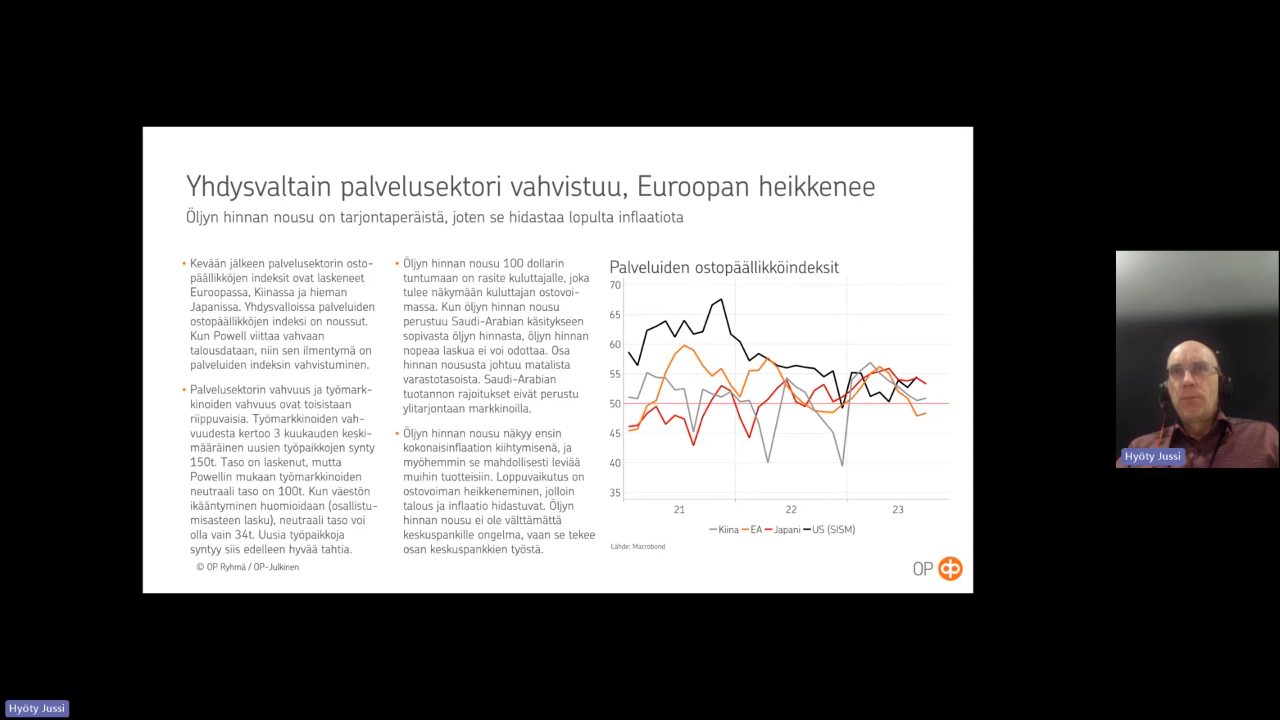 Yhdysvaltain palvelusektori vahvistuu, Euroopan heikkenee
Öljyn hinnan nousu on tarjontaperäistä, joten se hidastaa lopulta inflaatiota
• Kevään jälkeen palvelusektorin osto-
päällikköjen indeksit ovat laskeneet
Euroopassa, Kiinassa ja hieman
Japanissa. Yhdysvalloissa palveluiden
ostopäällikköjen indeksi on noussut.
Kun Powell viittaa vahvaan
talousdataan, niin sen ilmentymä on
palveluiden indeksin vahvistuminen.
• Palvelusektorin vahvuus ja työmark-
kinoiden vahvuus ovat toisistaan
riippuvaisia. Työmarkkinoiden vah-
vuudesta kertoo 3 kuukauden keski-
määräinen uusien työpaikkojen synty
150t. Taso on laskenut, mutta
Powellin mukaan työmarkkinoiden
neutraali taso on 100t. Kun väestön
ikääntyminen huomioidaan (osallistu-
misasteen lasku), neutraali taso voi
olla vain 34t. Uusia työpaikkoja
syntyy siis edelleen hyvää tahtia.
• Öljyn hinnan nousu 100 dollarin
tuntumaan on rasite kuluttajalle, joka
tulee näkymään kuluttajan ostovoi-
massa. Kun öljyn hinnan nousu
perustuu Saudi-Arabian käsitykseen
sopivasta öljyn hinnasta, öljyn hinnan
nopeaa laskua ei voi odottaa. Osa
hinnan noususta johtuu matalista
varastotasoista. Saudi-Arabian
tuotannon rajoitukset eivät perustu
ylitarjontaan markkinoilla.
• Öljyn hinnan nousu näkyy ensin
kokonaisinflaation kiihtymisenä, ja
myöhemmin se mahdollisesti leviää
muihin tuotteisiin. Loppuvaikutus on
ostovoiman heikkeneminen, jolloin
talous ja inflaatio hidastuvat. Öljyn
hinnan nousu ei ole välttämättä
keskuspankille ongelma, vaan se tekee
osan keskuspankkien työstä.
Palveluiden ostopäällikköindeksit
70
65
60
55
50
45
40
35
21 22 23
Kiina EA Japani US (SISM)
Lähde: Macrobond
© OP Ryhmä / OP-Julkinen
OP
Hyöty Jussi
Hyöty Jussi